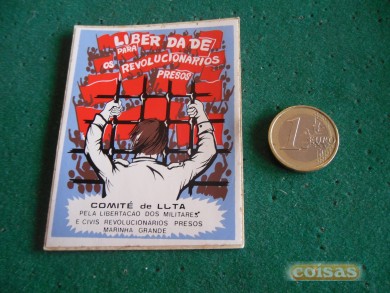 LIBERDADE
PARA
OS REVOLUCIONARIOS
PRESOS
COMITÉ de LUTA
PELA LIBERTACAO DOS MILITARES
E CIVIS REVOLUCIONARIOS PRESOS
MARINHA GRANDE
1 EURO
coisas